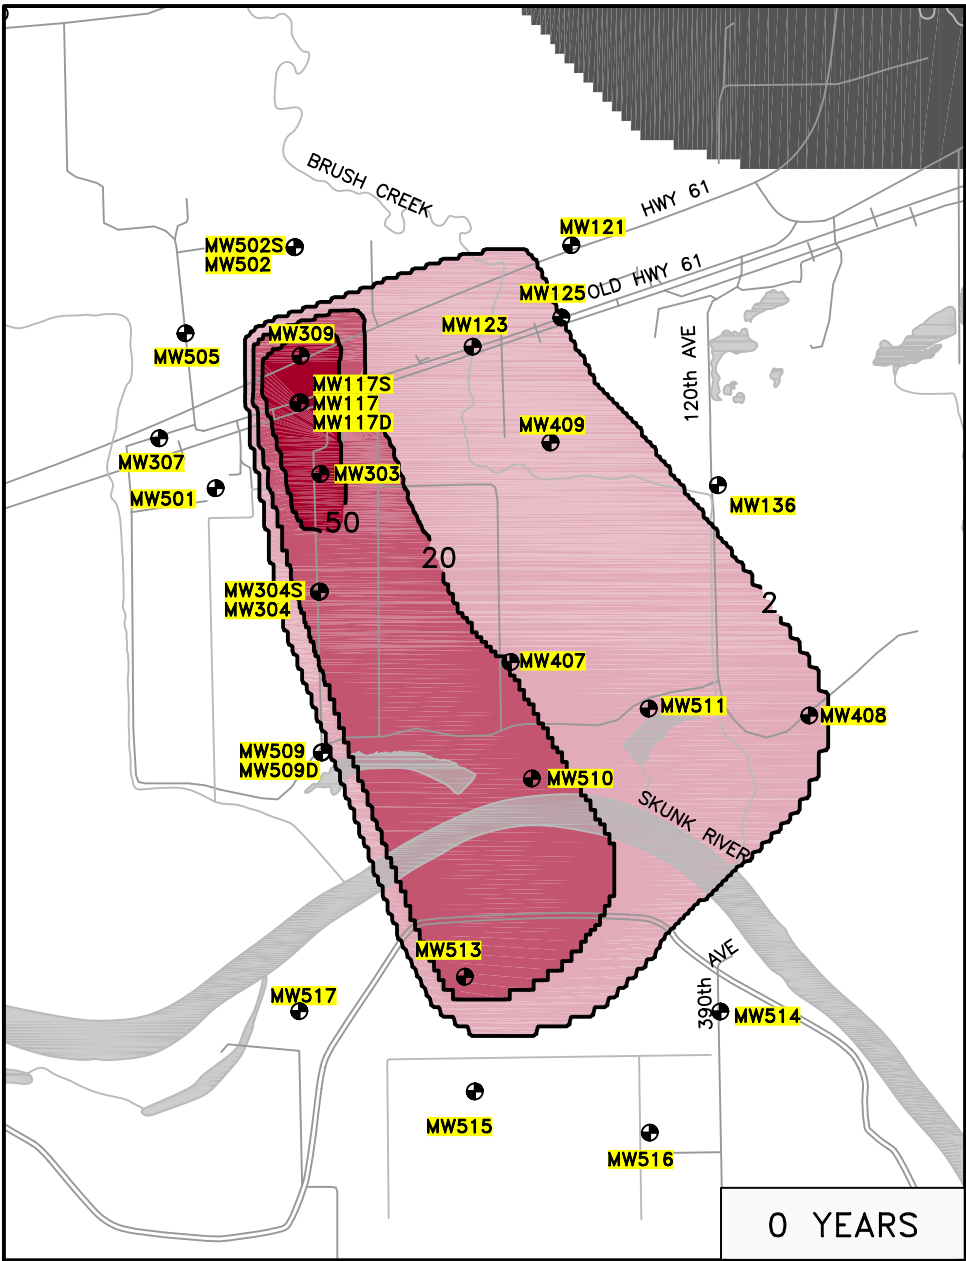 BRUSH CREEK
HWY 61
MW121
MW502S
MW502
OLD HWY 61
MW125
MW123
MW309
MW505
120th AVE
MW117S
MW117
MW117D
MW409
MW307
MW303
MW501
MW136
50
20
MW304S
MW304
2
MW407
MW511
MW408
MW509
MW509D
MW510
SKUNK RIVER
MW513
390th AVE
MW517
MW514
MW515
MW516
0 YEARS